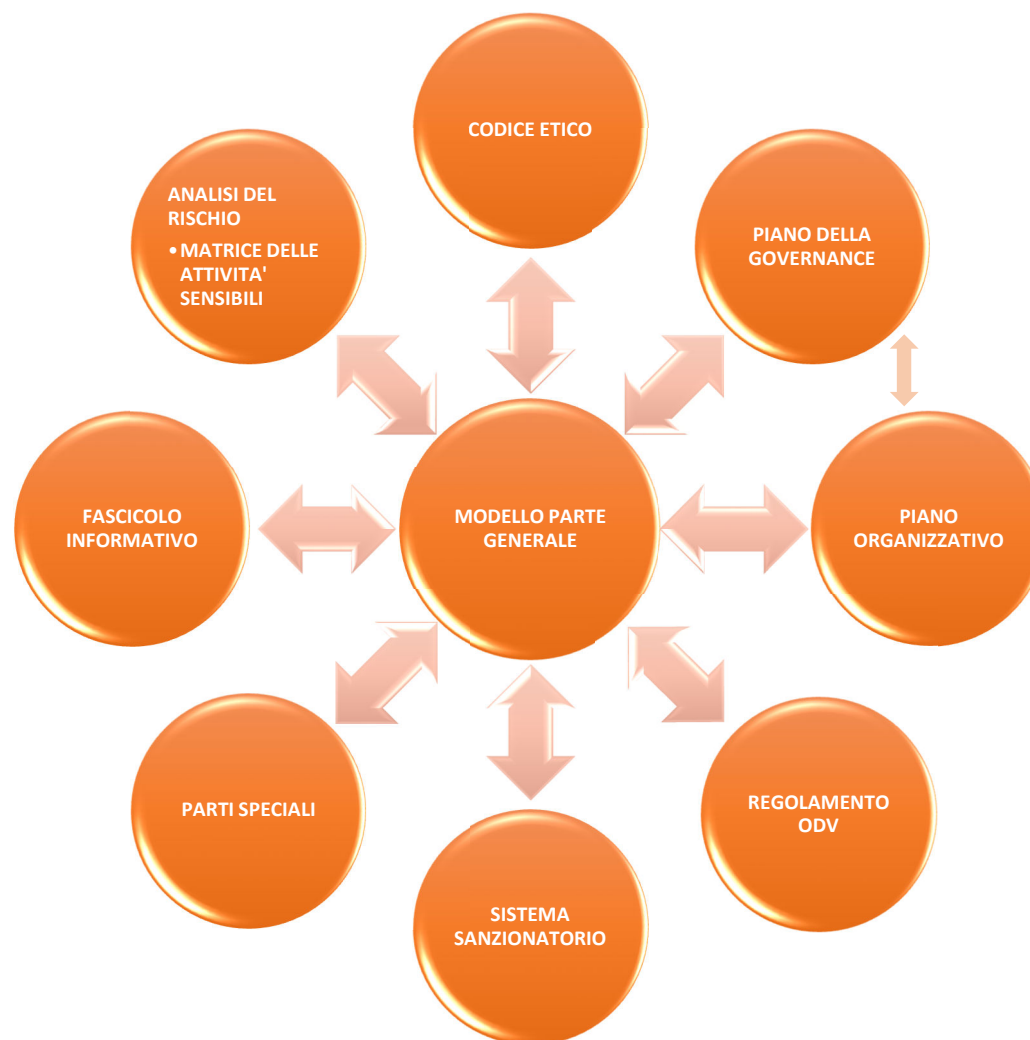 CODICE ETICO
ANALISI DEL
RISCHIO
•MATRICE DELLE
ATTIVITA'
SENSIBILI
PIANO DELLA
GOVERNANCE
FASCICOLO
INFORMATIVO
MODELLO PARTE
GENERALE
PIANO
ORGANIZZATIVO
PARTI SPECIALI
REGOLAMENTO
ODV
SISTEMA
SANZIONATORIO